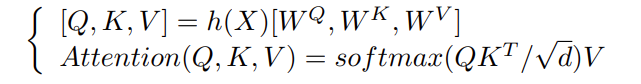 [Q, K, V] = h(X)[W^Q, W^K, W^V]
Attention(Q, K, V) = softmax(QK^T/√d)V